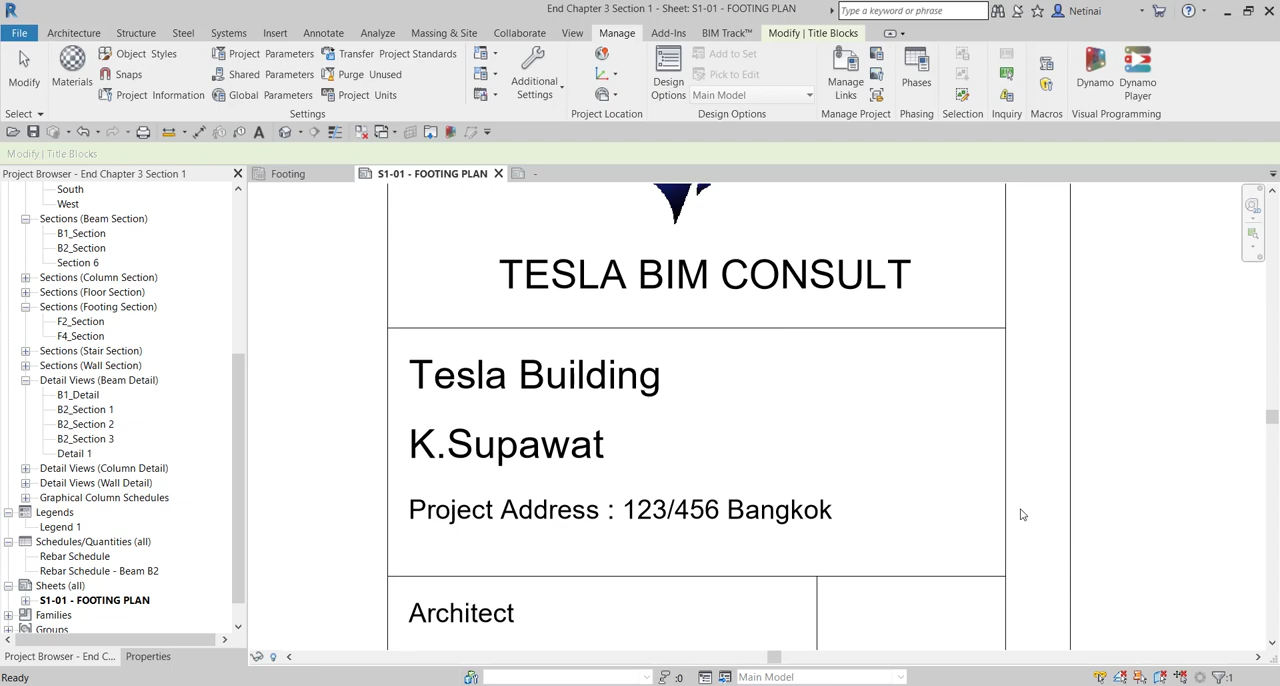 End Chapter 3 Section 1 - Sheet: S1-01 - FOOTING PLAN
Type a keyword or phrase
Netinai
File
Architecture
Structure
Steel
Systems
Insert
Annotate
Analyze
Massing & Site
Collaborate
View
Manage
Add-Ins
BIM Track™
Modify | Title Blocks
Modify
Materials
Object Styles
Snaps
Project Information
Project Parameters
Shared Parameters
Global Parameters
Transfer Project Standards
Purge Unused
Project Units
Additional Settings
Design Options
Add to Set
Pick to Edit
Main Model
Manage Links
Phases
Dynamo
Dynamo Player
Select
Settings
Project Location
Design Options
Manage Project
Phasing
Selection
Inquiry
Macros
Visual Programming
Modify | Title Blocks
Project Browser - End Chapter 3 Section 1
Footing
S1-01 - FOOTING PLAN
-
South
West
Sections (Beam Section)
B1_Section
B2_Section
Section 6
Sections (Column Section)
Sections (Floor Section)
Sections (Footing Section)
F2_Section
F4_Section
Sections (Stair Section)
Sections (Wall Section)
Detail Views (Beam Detail)
B1_Detail
B2_Section 1
B2_Section 2
B2_Section 3
Detail 1
Detail Views (Column Detail)
Detail Views (Wall Detail)
Graphical Column Schedules
Legends
Legend 1
Schedules/Quantities (all)
Rebar Schedule
Rebar Schedule - Beam B2
Sheets (all)
S1-01 - FOOTING PLAN
Families
Groups
TESLA BIM CONSULT
Tesla Building
K.Supawat
Project Address : 123/456 Bangkok
Architect
Project Browser - End C...
Properties
Ready
:0
Main Model
:1